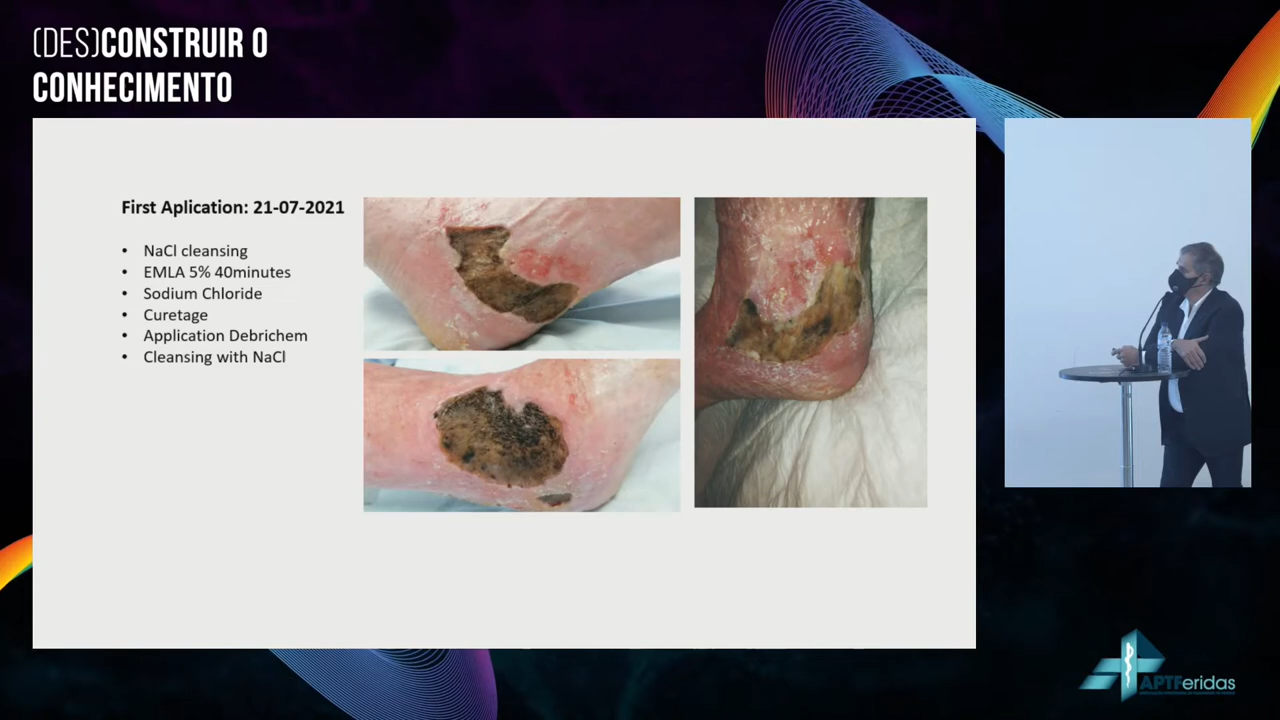 (DES)CONSTRUIR O
CONHECIMENTO
First Aplication: 21-07-2021
• NaCl cleansing
• EMLA 5% 40minutes
• Sodium Chloride
• Curetage
• Application Debrichem
• Cleansing with NaCl
APTFeridas